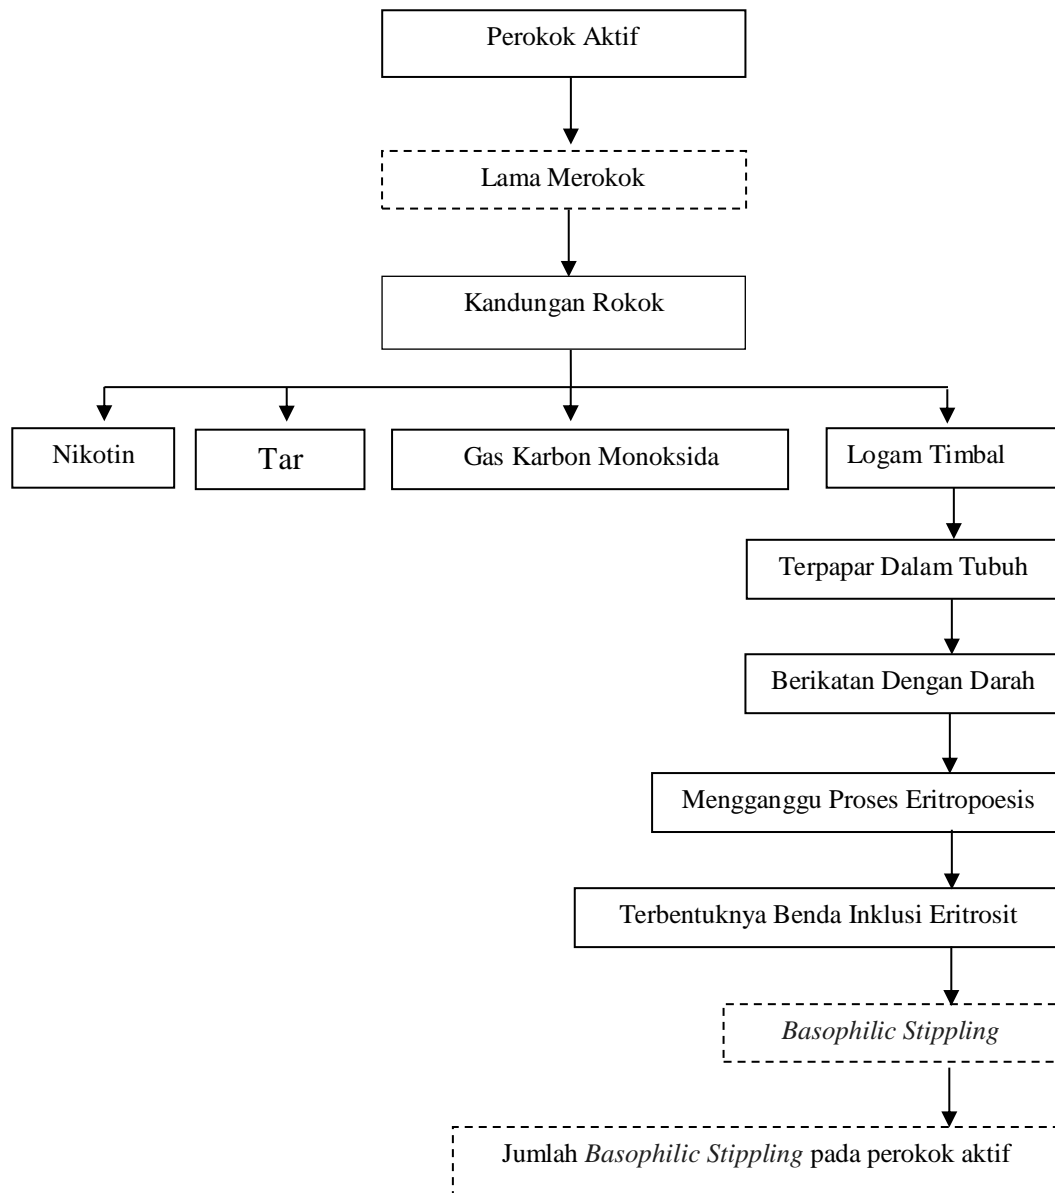 Perokok Aktif
Lama Merokok
Kandungan Rokok
Nikotin
Tar
Gas Karbon Monoksida
Logam Timbal
Terpapar Dalam Tubuh
Berikatan Dengan Darah
Mengganggu Proses Eritropoesis
Terbentuknya Benda Inklusi Eritrosit
Basophilic Stippling
Jumlah Basophilic Stippling pada perokok aktif